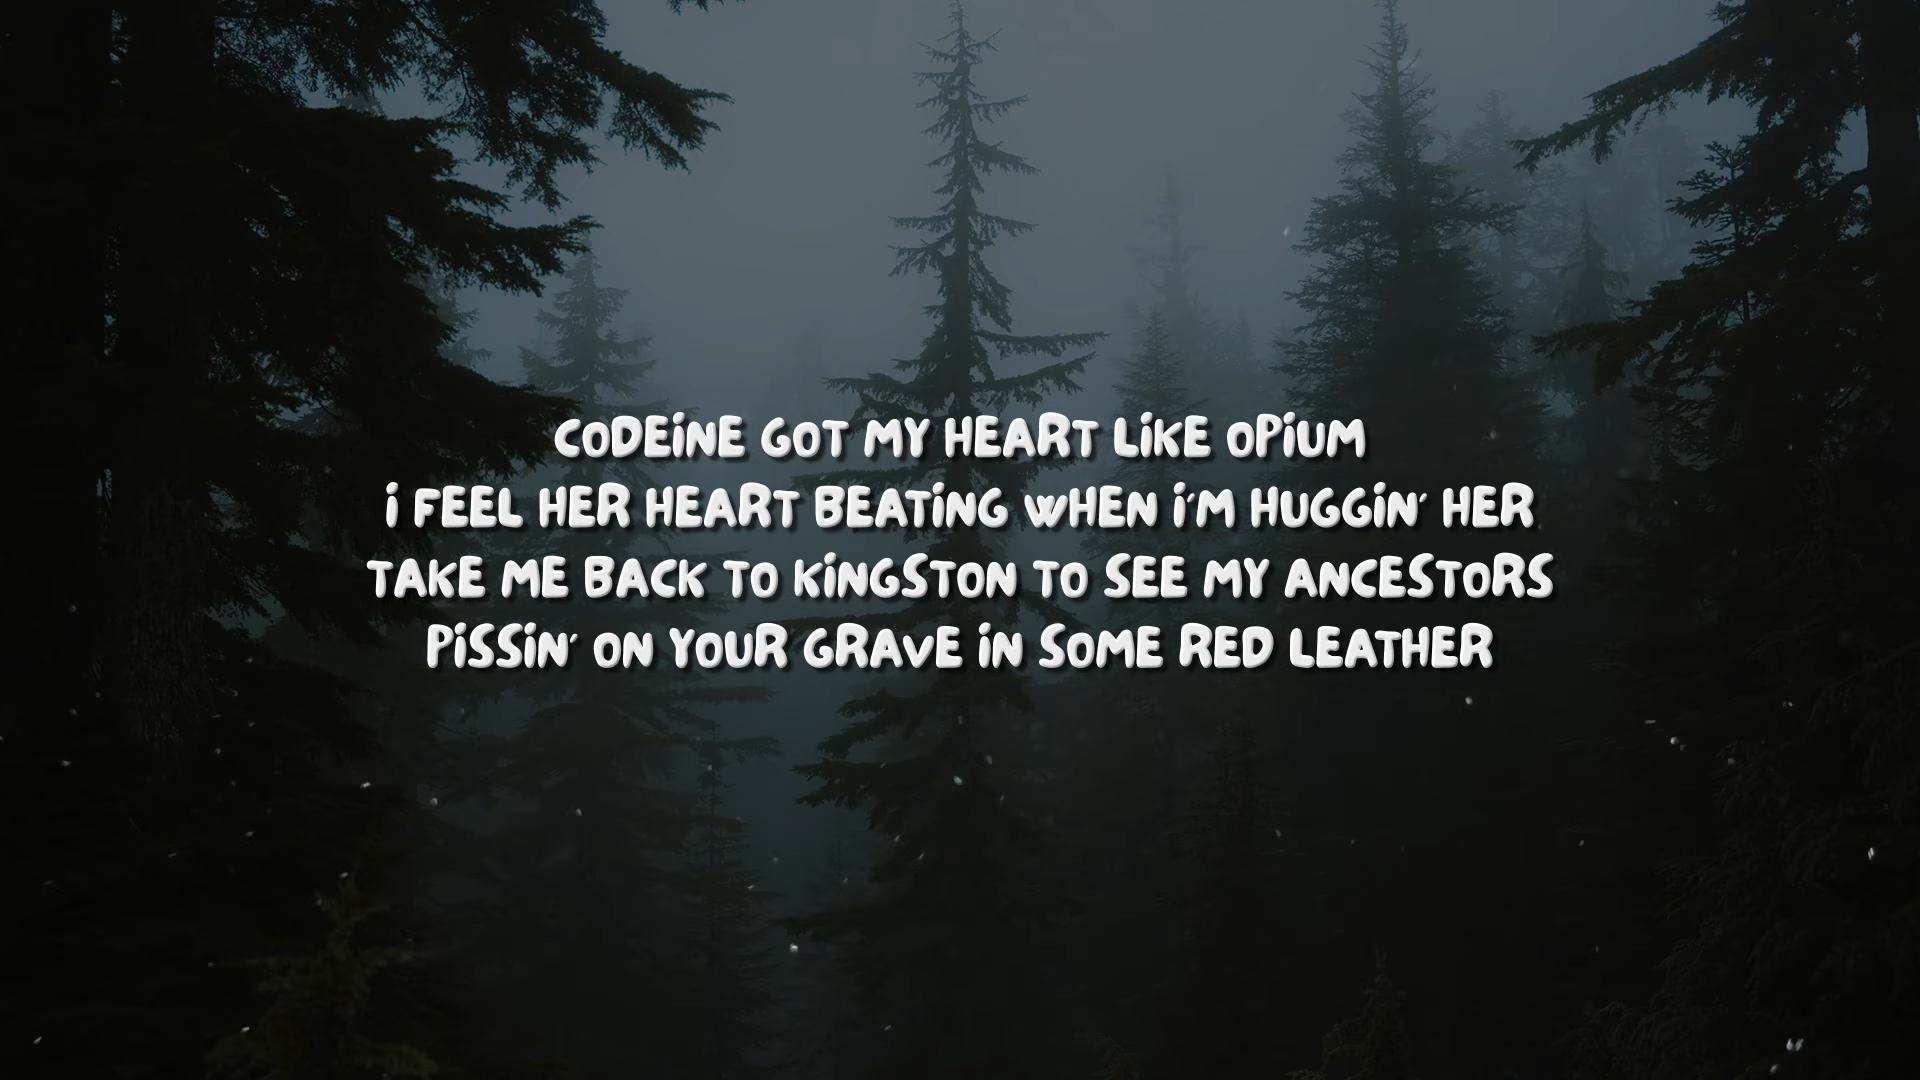 CODEiNE GOT MY HEART LiKE OPiUM
i FEEL HER HEART BEATiNG WHEN i'M HUGGiN' HER
TAKE ME BACK TO KiNGSTON TO SEE MY ANCESTORS
PiSSiN' ON YOUR GRAVE iN SOME RED LEATHER